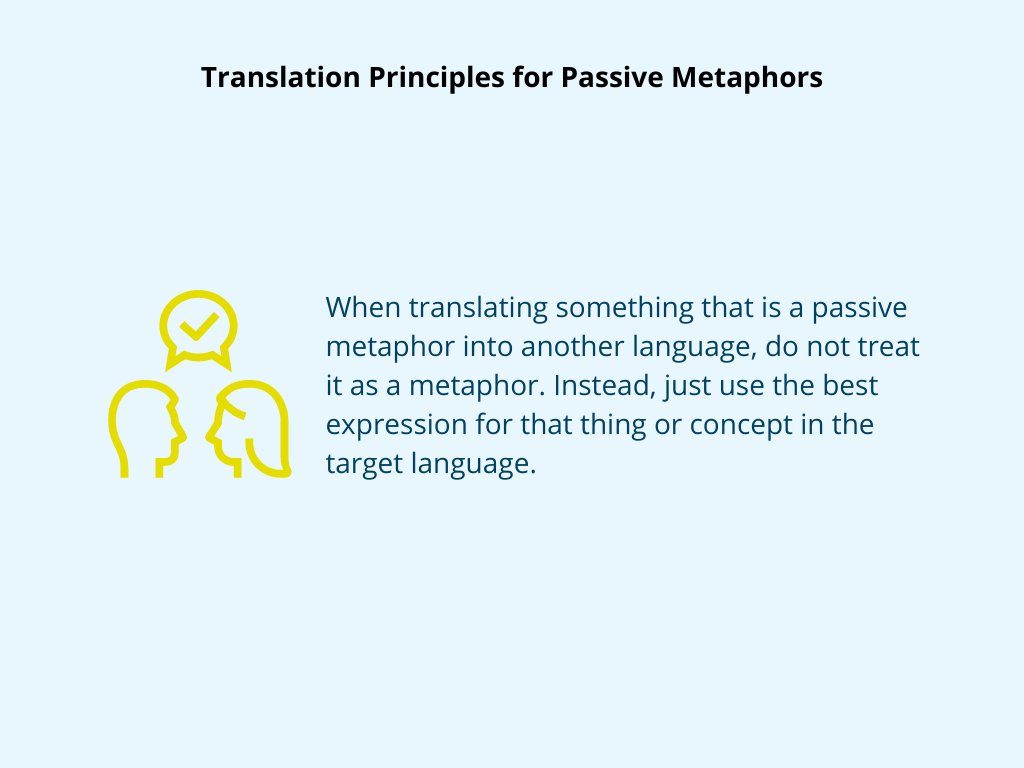 Translation Principles for Passive Metaphors
When translating something that is a passive
metaphor into another language, do not treat
it as a metaphor. Instead, just use the best
expression for that thing or concept in the
target language.